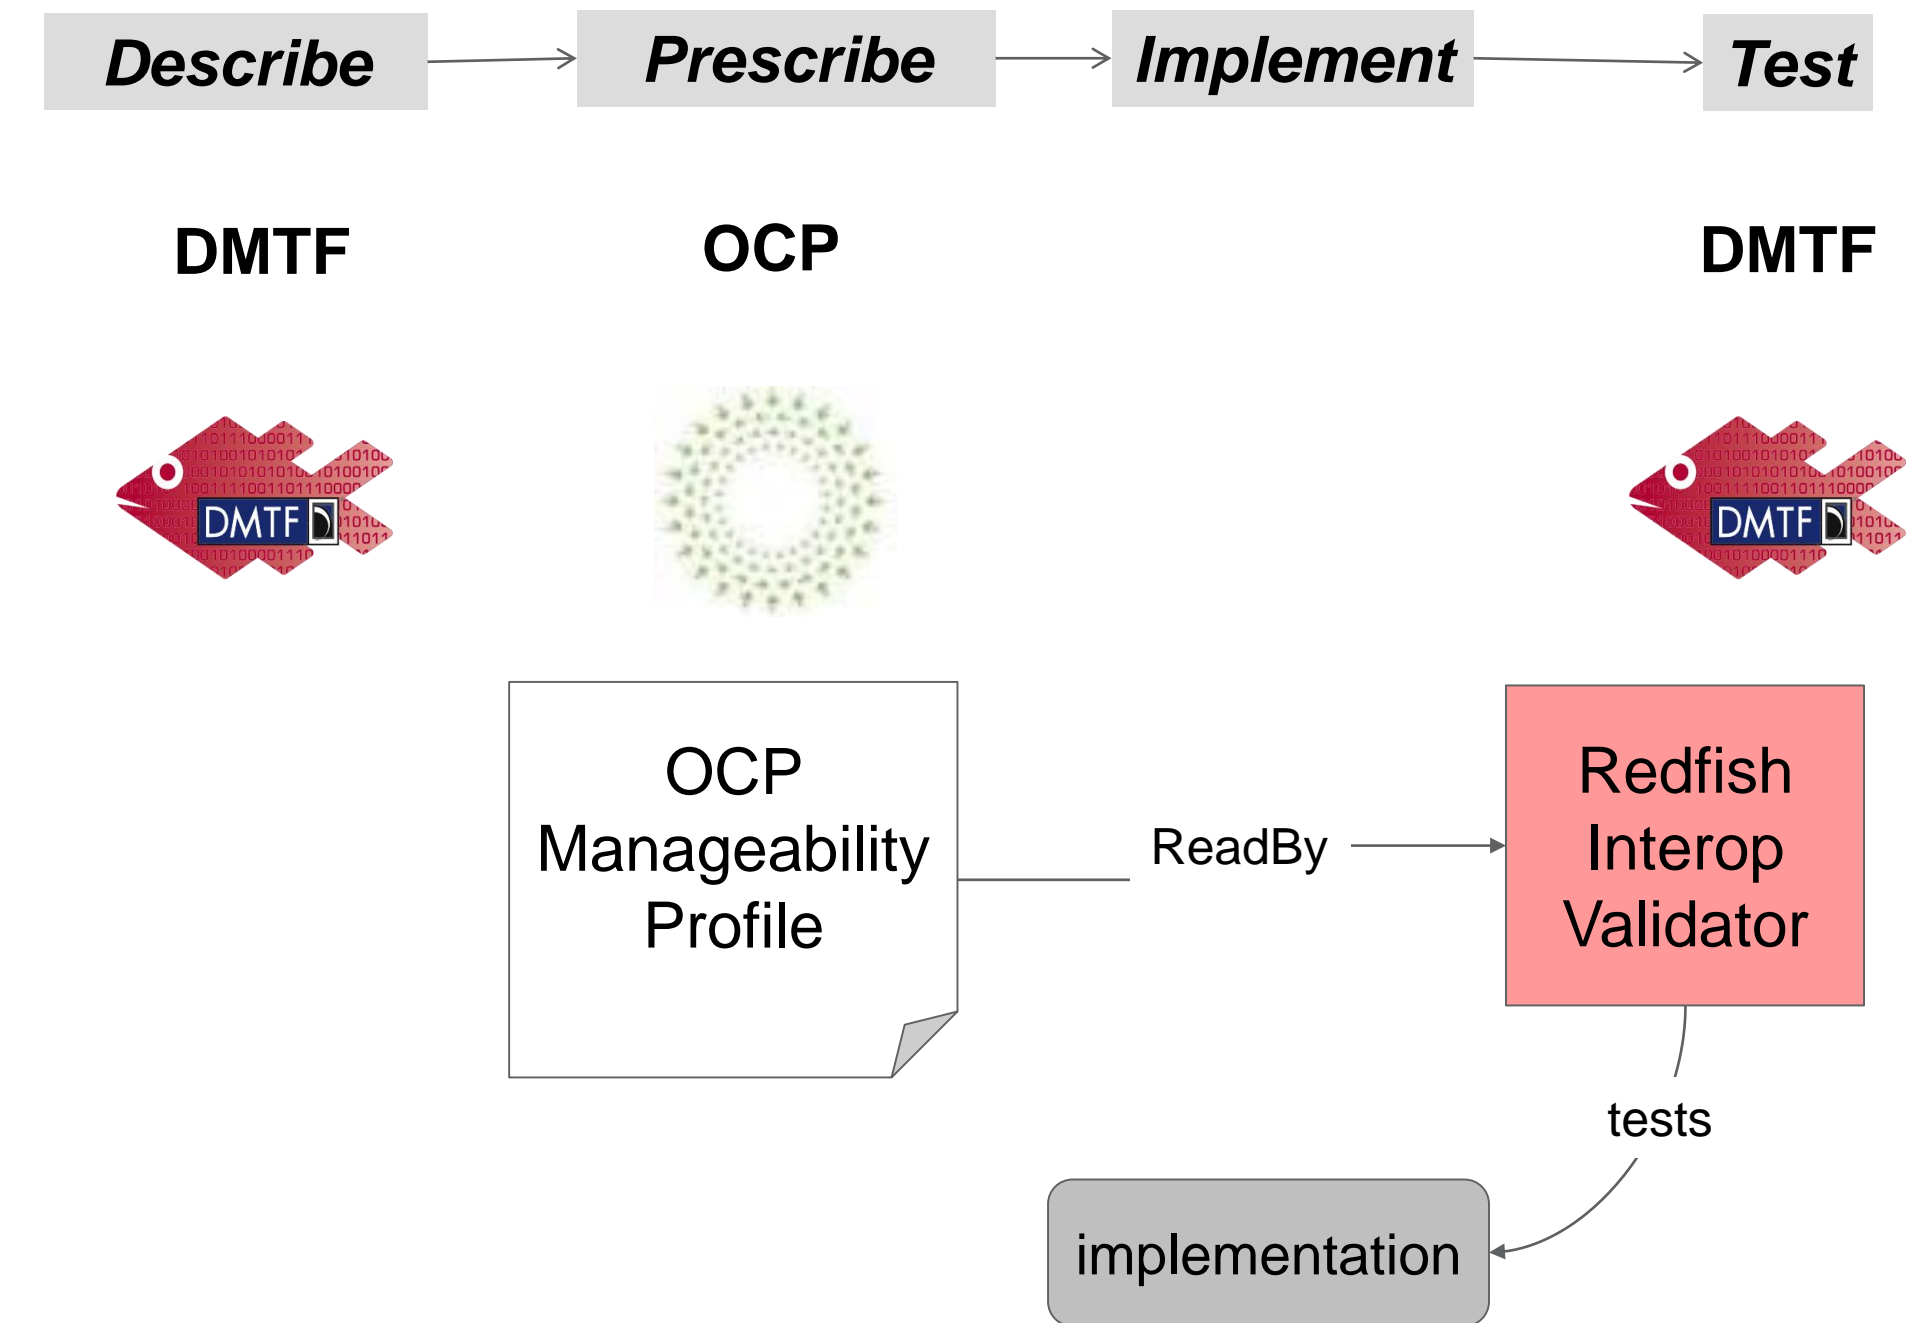 Describe
Prescribe
Implement
Test
DMTF
OCP
DMTF
DMTF
DMTF
OCP
Manageability
Profile
ReadBy
Redfish
Interop
Validator
tests
implementation